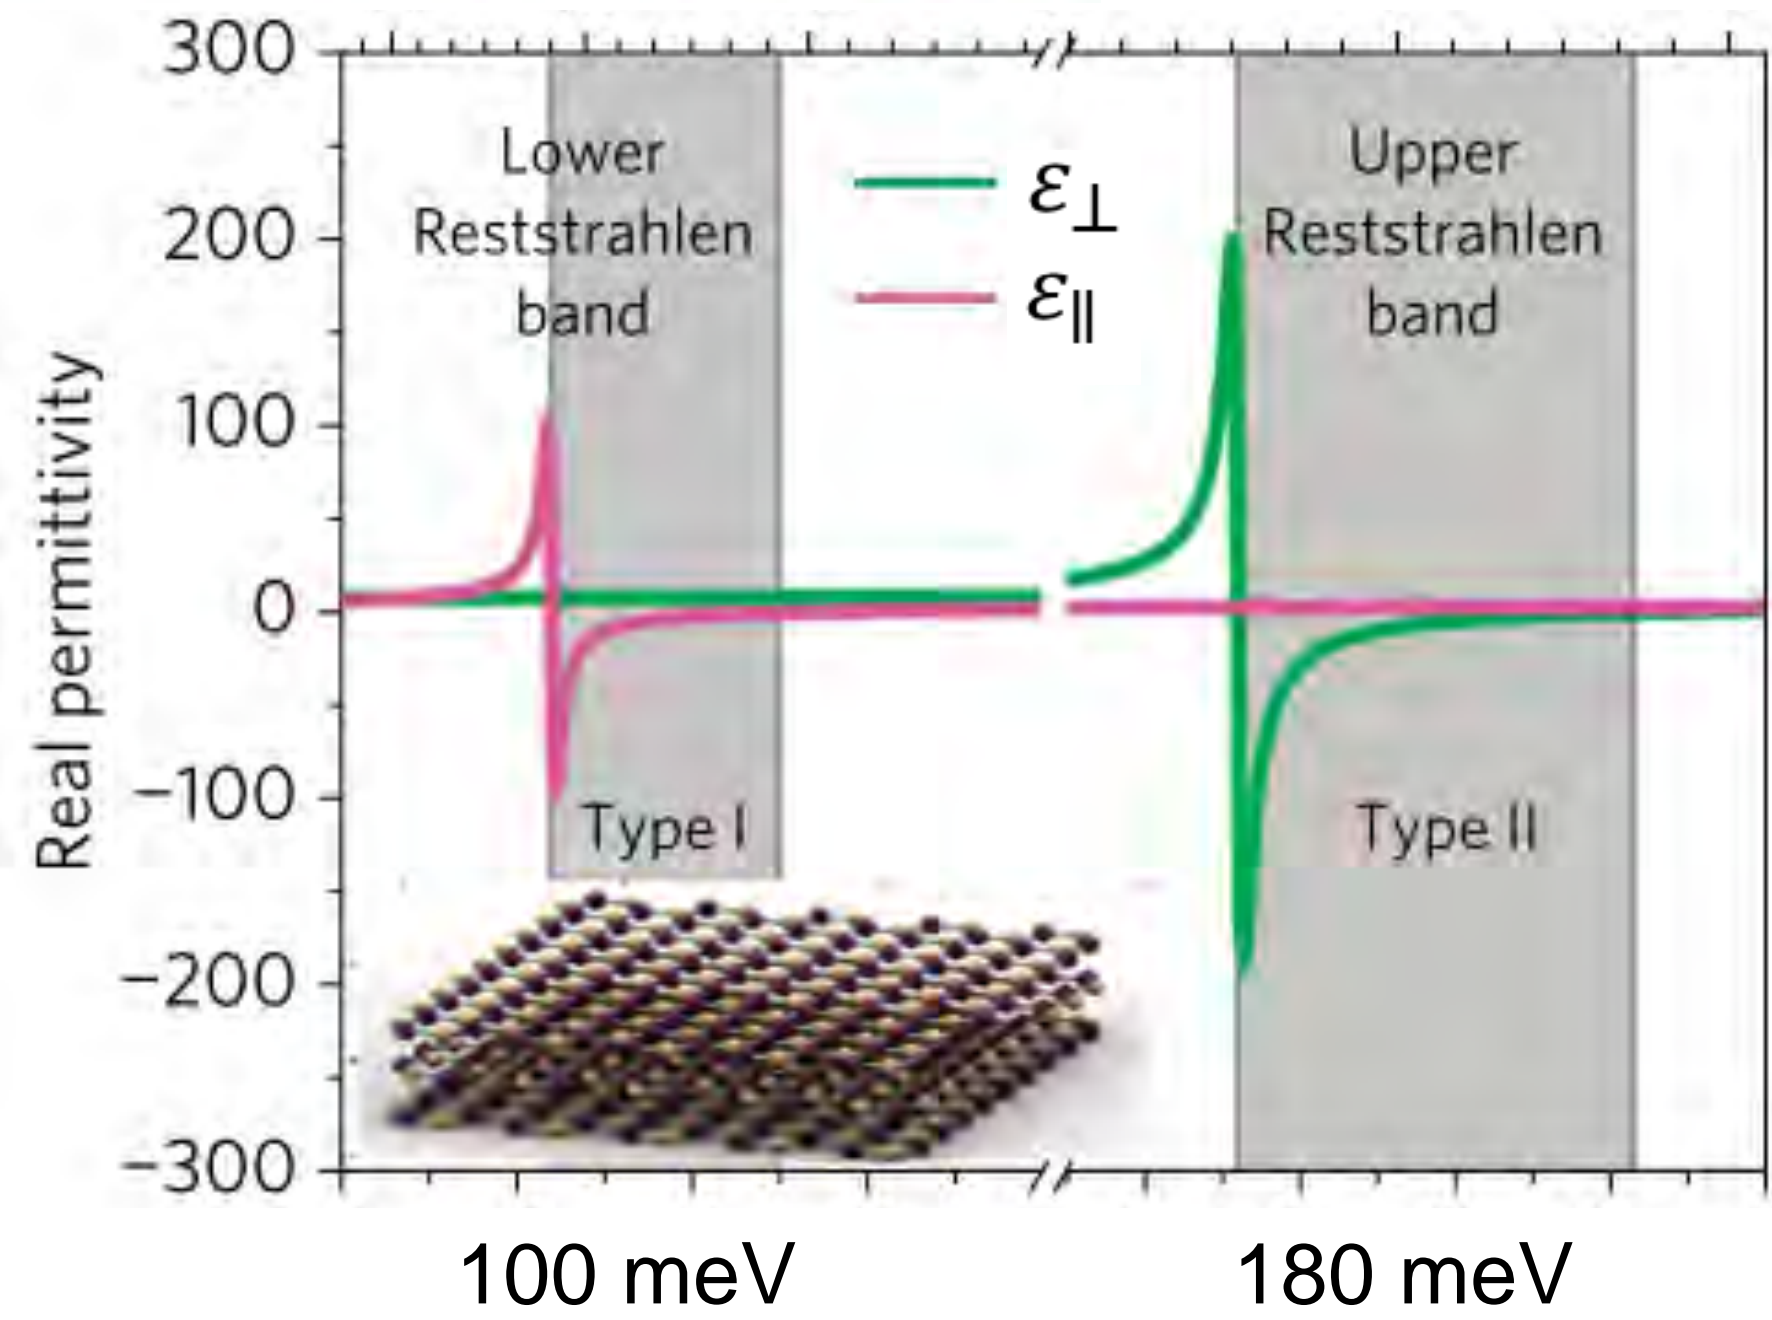 300
200
100
0
−100
−200
−300
Real permittivity
Lower
Reststrahlen
band
ε⊥
ε∥
Upper
Reststrahlen
band
Type I
Type II
100 meV
180 meV